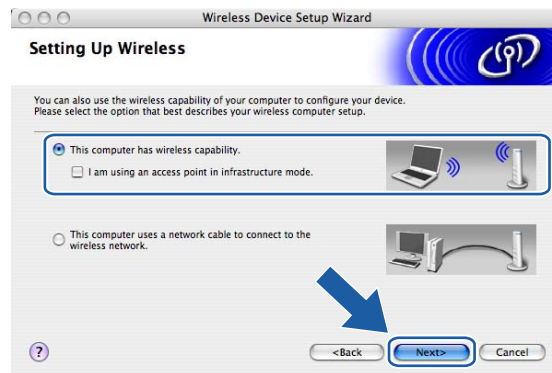 Wireless Device Setup Wizard
Setting Up Wireless
You can also use the wireless capability of your computer to configure your device.
Please select the option that best describes your wireless computer setup.
This computer has wireless capability.
I am using an access point in infrastructure mode.
This computer uses a network cable to connect to the
wireless network.
?
<Back
Next>
Cancel